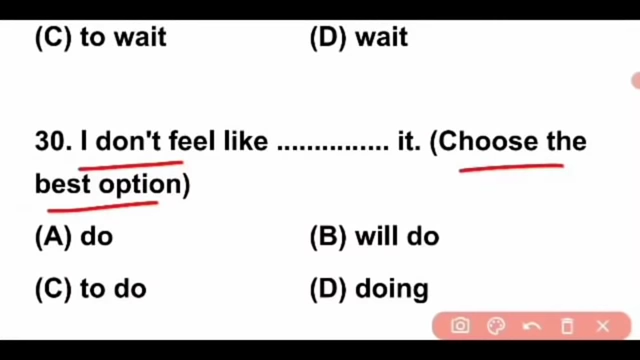 (C) to wait (D) wait
30. I don't feel like ............... it. (Choose the
best option)
(A) do (B) will do
(C) to do (D) doing